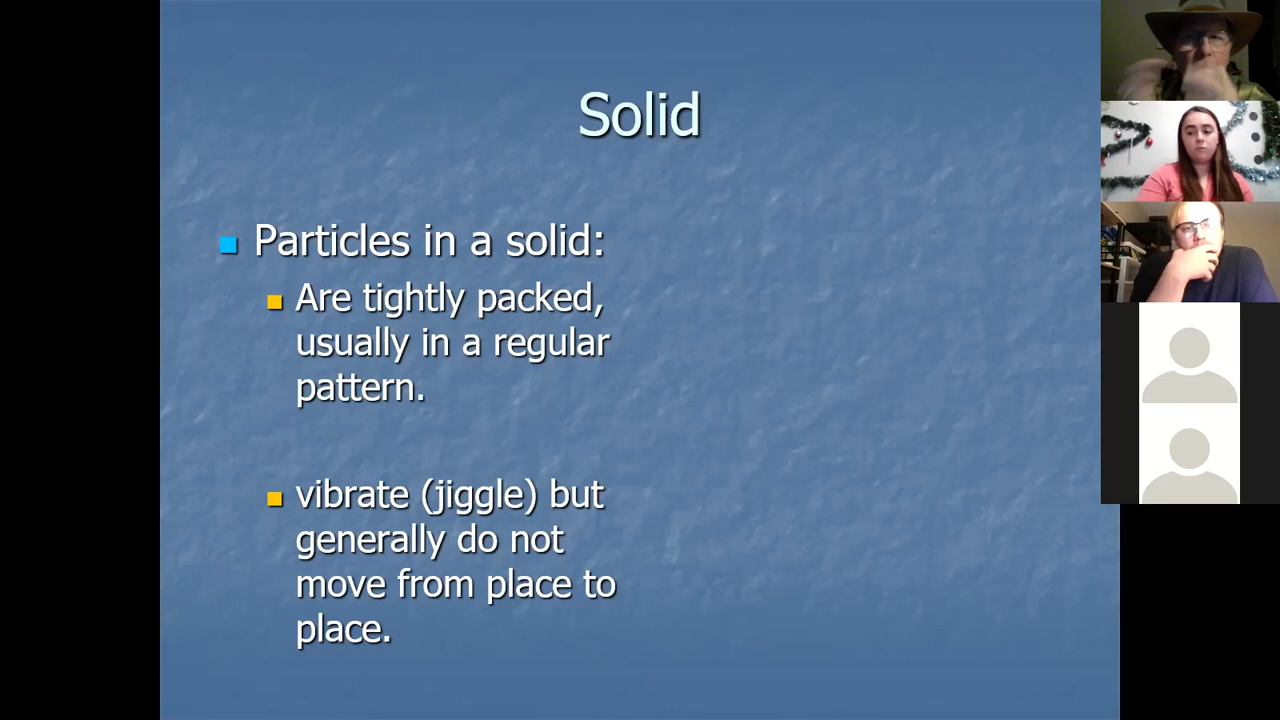 Solid
Particles in a solid:
Are tightly packed,
usually in a regular
pattern.
vibrate (jiggle) but
generally do not
move from place to
place.